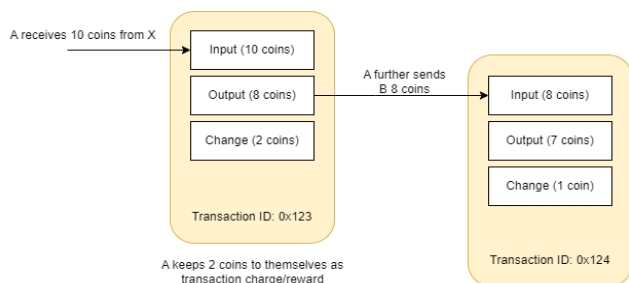 A receives 10 coins from X
Input (10 coins)
Output (8 coins)
Change (2 coins)
Transaction ID: 0x123
A keeps 2 coins to themselves as
transaction charge/reward
A further sends
B 8 coins
Input (8 coins)
Output (7 coins)
Change (1 coin)
Transaction ID: 0x124